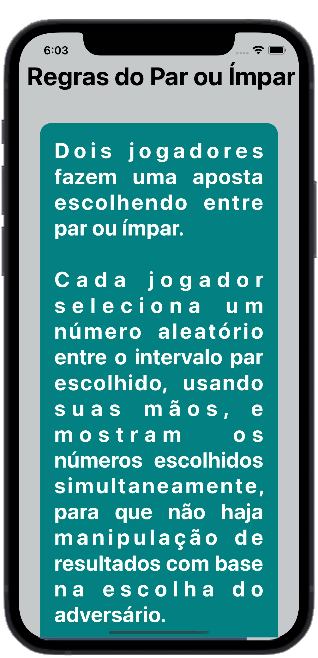 6:03
Regras do Par ou Ímpar
Dois jogadores
fazem uma aposta
escolhendo entre
par ou ímpar.
Cada jogador
seleciona um
número aleatório
entre o intervalo par
escolhido, usando
suas mãos, e
mostram os
números escolhidos
simultaneamente,
para que não haja
manipulação de
resultados com base
na escolha do
adversário.